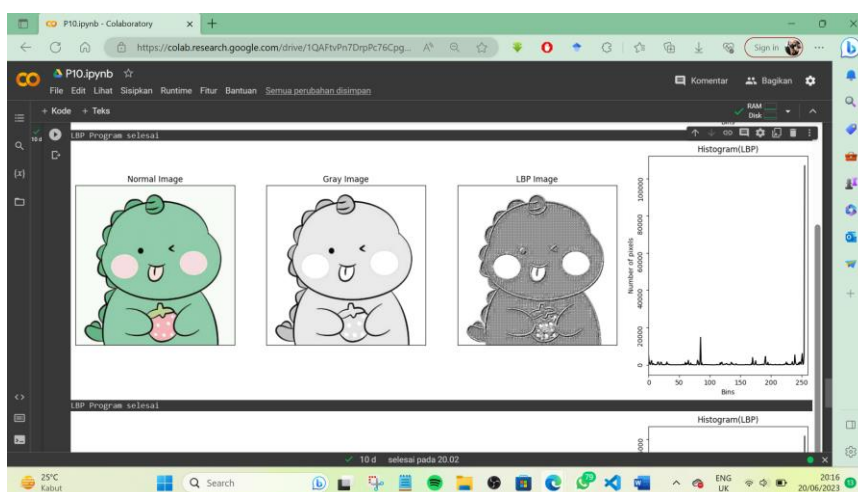 P10.ipynb - Colaboratory
https://colab.research.google.com/drive/1QAFtvPn7DrpPc76Cpg...
Sign in
P10.ipynb
Komentar
Bagikan
File Edit Lihat Sisipkan Runtime Fitur Bantuan Semua perubahan disimpan
+ Kode + Teks
RAM
Disk
10 d
LBP Program selesai
Normal Image
Gray Image
LBP Image
Histogram(LBP)
Number of pixels
100000
80000
60000
40000
20000
0
0 50 100 150 200 250
Bins
LBP Program selesai
Histogram(LBP)
10 d selesai pada 20.02
25°C
Kabut
Search
ENG
UK
20:16
20/06/2023